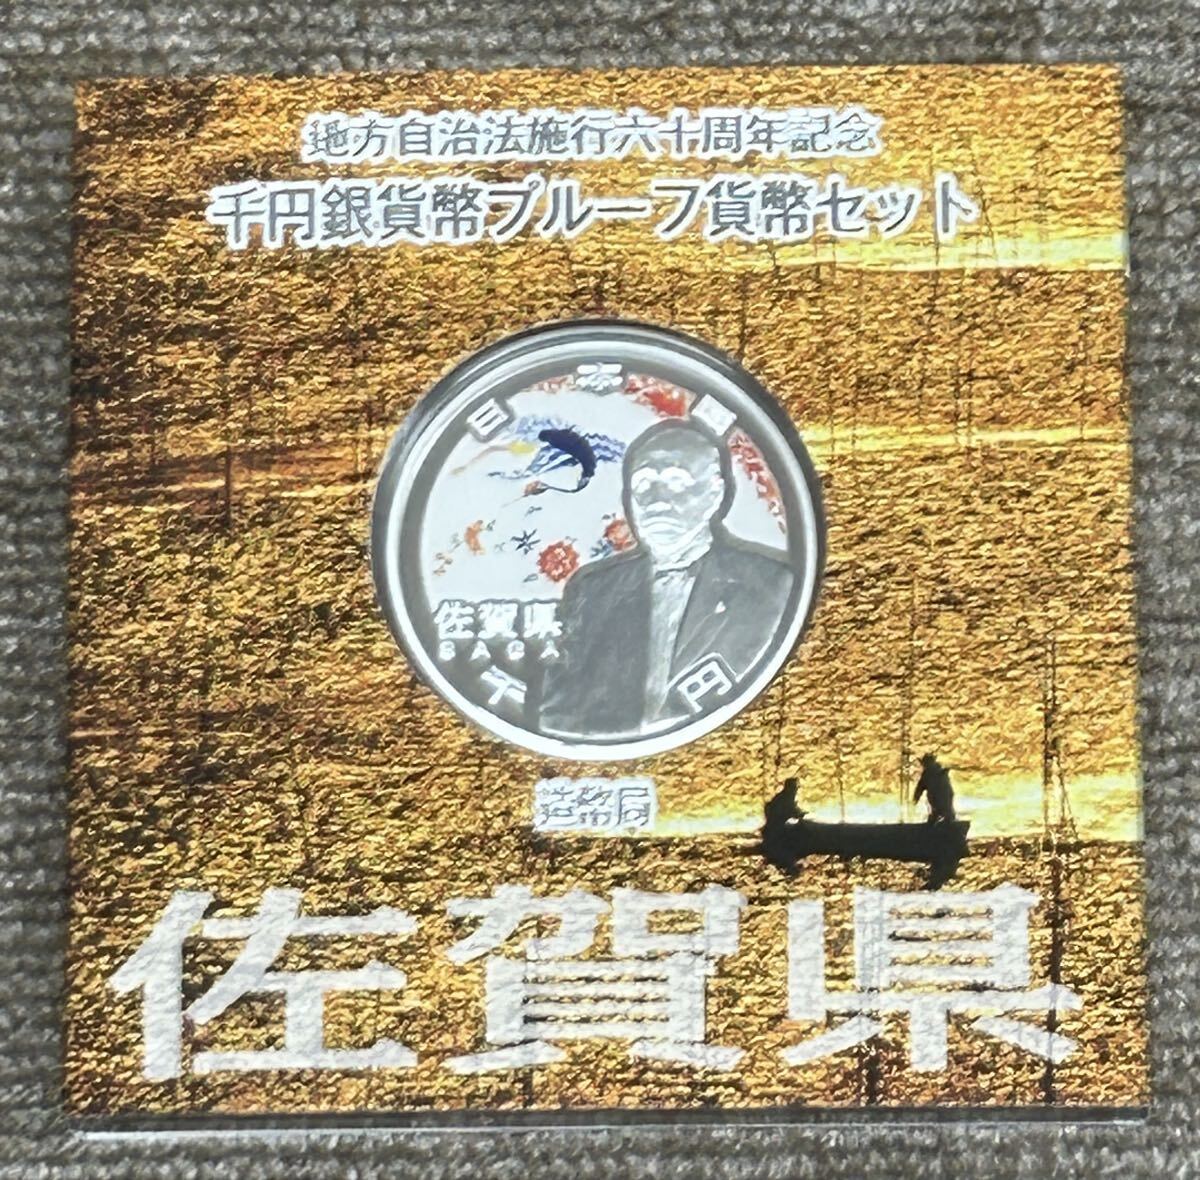 地方自治法施行六十周年記念
千円銀貨幣プルーフ貨幣セット
日本国
佐賀県
SAGA
千円
造幣局
佐賀県